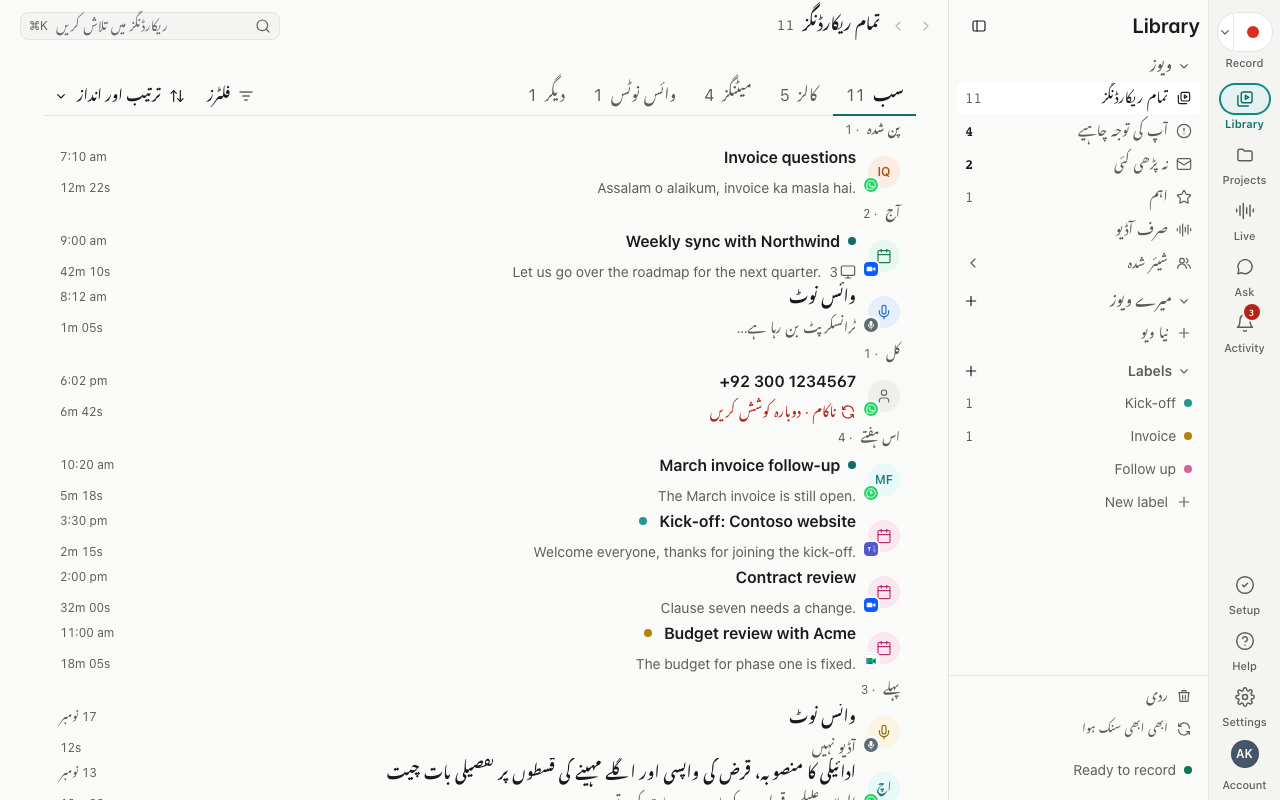 Record
Library
Projects
Live
Ask
3
Activity
Setup
Help
Settings
AK
Account
Library
ویوز
تمام ریکارڈنگز 11
آپ کی توجہ چاہیے 4
نہ پڑھی گئی 2
اہم 1
صرف آڈیو
شیئر شدہ
میرے ویوز
نیا ویو
Labels
Kick-off 1
Invoice 1
Follow up
New label
ردی
ابھی ابھی سنک ہوا
Ready to record
تمام ریکارڈنگز 11
ریکارڈنگز میں تلاش کریں ⌘K
سب 11 کالز 5 میٹنگز 4 وائس نوٹس 1 دیگر 1
فلٹرز ترتیب اور انداز
پن شدہ · 1
IQ
Invoice questions 7:10 am
Assalam o alaikum, invoice ka masla hai. 12m 22s
آج · 2
Weekly sync with Northwind 9:00 am
3 Let us go over the roadmap for the next quarter. 42m 10s
وائس نوٹ 8:12 am
ٹرانسکرپٹ بن رہا ہے... 1m 05s
کل · 1
+92 300 1234567 6:02 pm
ناکام · دوبارہ کوشش کریں 6m 42s
اس ہفتے · 4
MF
March invoice follow-up 10:20 am
The March invoice is still open. 5m 18s
Kick-off: Contoso website 3:30 pm
Welcome everyone, thanks for joining the kick-off. 2m 15s
Contract review 2:00 pm
Clause seven needs a change. 32m 00s
Budget review with Acme 11:00 am
The budget for phase one is fixed. 18m 05s
پہلے · 3
وائس نوٹ 17 نومبر
آڈیو نہیں 12s
اچ
ادائیگی کا منصوبہ، قرض کی واپسی اور اگلے مہینے کی قسطوں پر تفصیلی بات چیت 13 نومبر